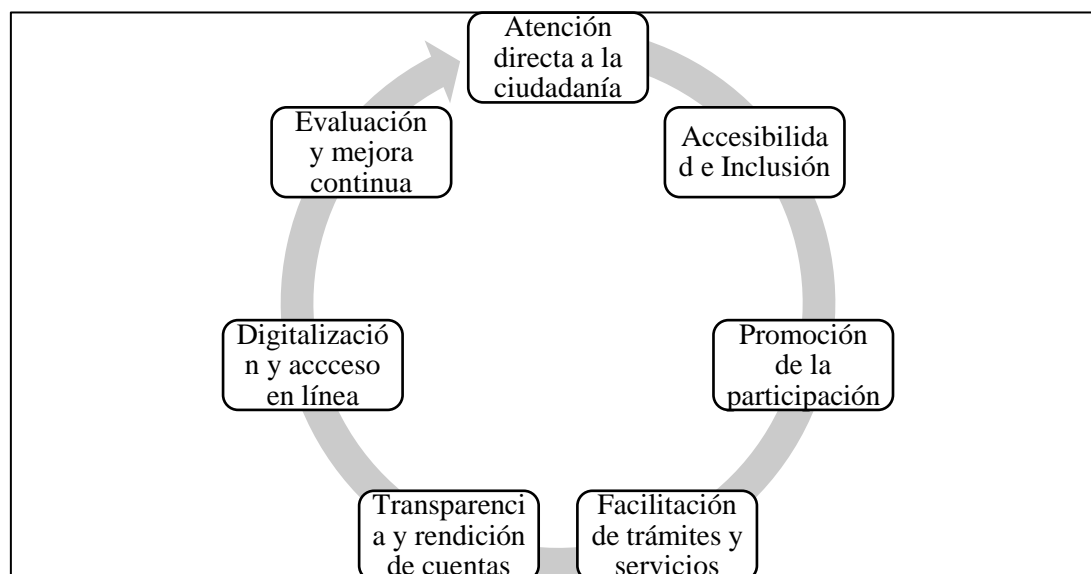 Atención
directa a la
ciudadanía
Accesibilida
d e Inclusión
Promoción
de la
participación
Facilitación
de trámites y
servicios
Transparenci
a y rendición
de cuentas
Digitalizació
n y accceso
en línea
Evaluación
y mejora
continua